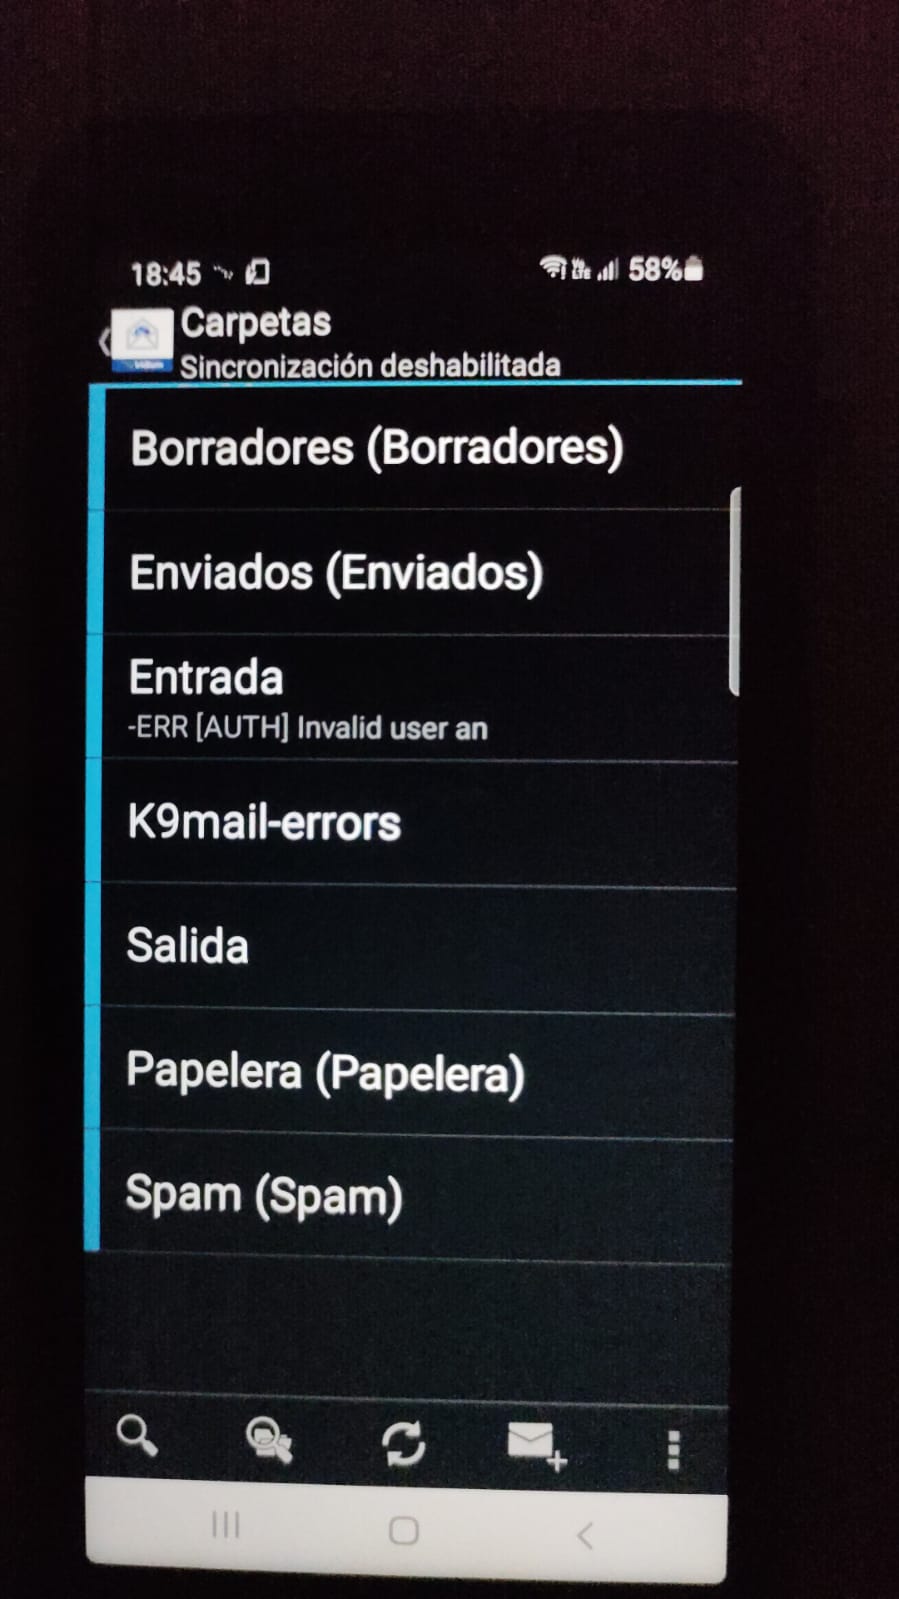 18:45
VoLTE
58%
Carpetas
Sincronización deshabilitada
Borradores (Borradores)
Enviados (Enviados)
Entrada
-ERR [AUTH] Invalid user an
K9mail-errors
Salida
Papelera (Papelera)
Spam (Spam)